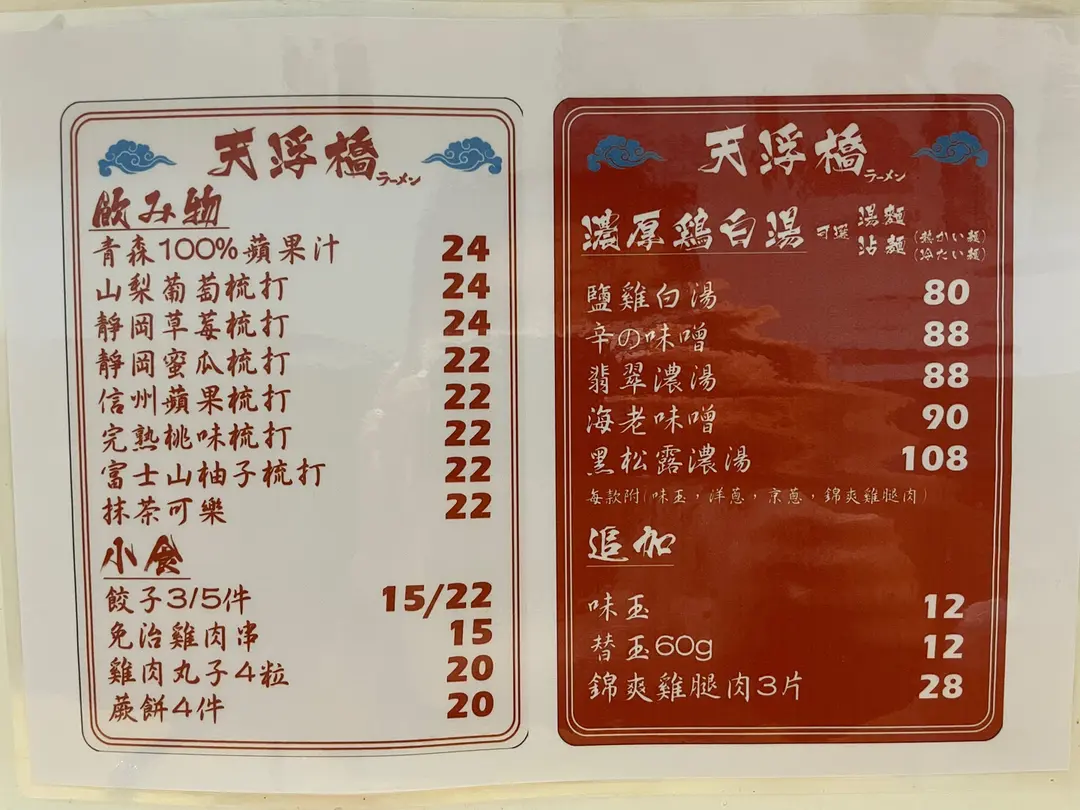 天浮橋
ラーメン
飲み物
青森100%蘋果汁 24
山梨葡萄梳打 24
靜岡草莓梳打 24
靜岡蜜瓜梳打 22
信州蘋果梳打 22
完熟桃味梳打 22
富士山柚子梳打 22
抹茶可樂 22
小食
餃子3/5件 15/22
免治雞肉串 15
雞肉丸子4粒 20
蕨餅4件 20
天浮橋
ラーメン
濃厚鶏白湯 可選 湯麵 (熱かい麵)
沾麵 (冷たい麵)
鹽雞白湯 80
辛の味噌 88
翡翠濃湯 88
海老味噌 90
黑松露濃湯 108
每款附(味玉,洋蔥,京蔥,錦爽雞腿肉)
追加
味玉 12
替玉60g 12
錦爽雞腿肉3片 28